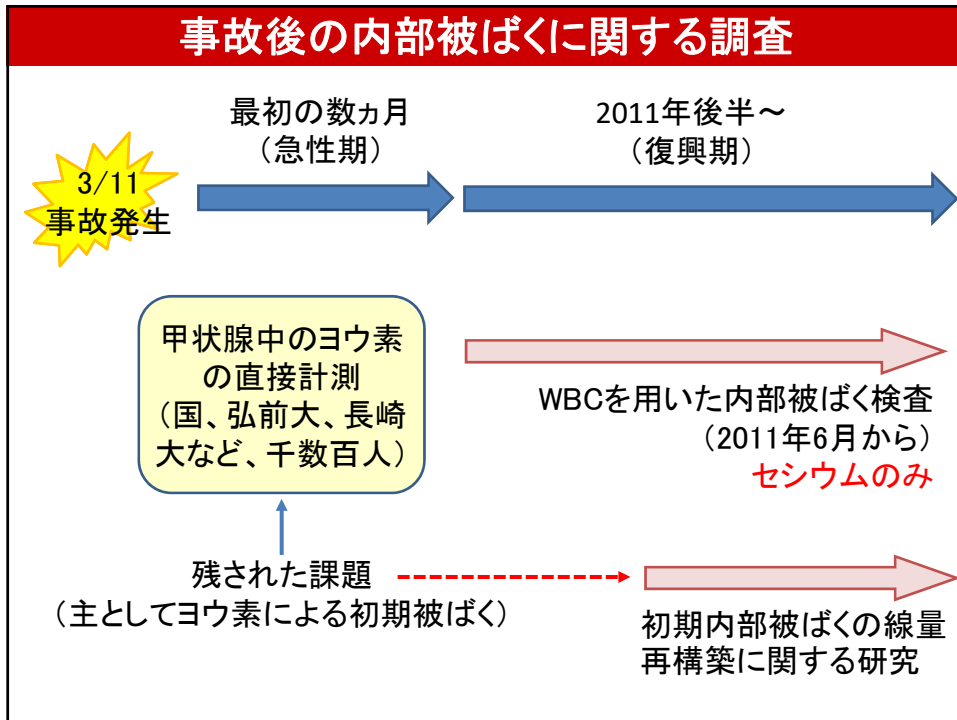 事故後の内部被ばくに関する調査
最初の数ヵ月
（急性期）
2011年後半～
（復興期）
3/11
事故発生
甲状腺中のヨウ素
の直接計測
（国、弘前大、長崎
大など、千数百人）
WBCを用いた内部被ばく検査
（2011年6月から）
セシウムのみ
残された課題
（主としてヨウ素による初期被ばく）
初期内部被ばくの線量
再構築に関する研究